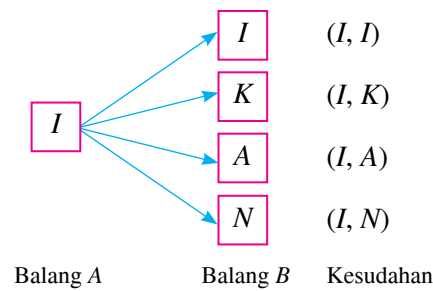 I (I, I)
K (I, K)
I
A (I, A)
N (I, N)
Balang A Balang B Kesudahan